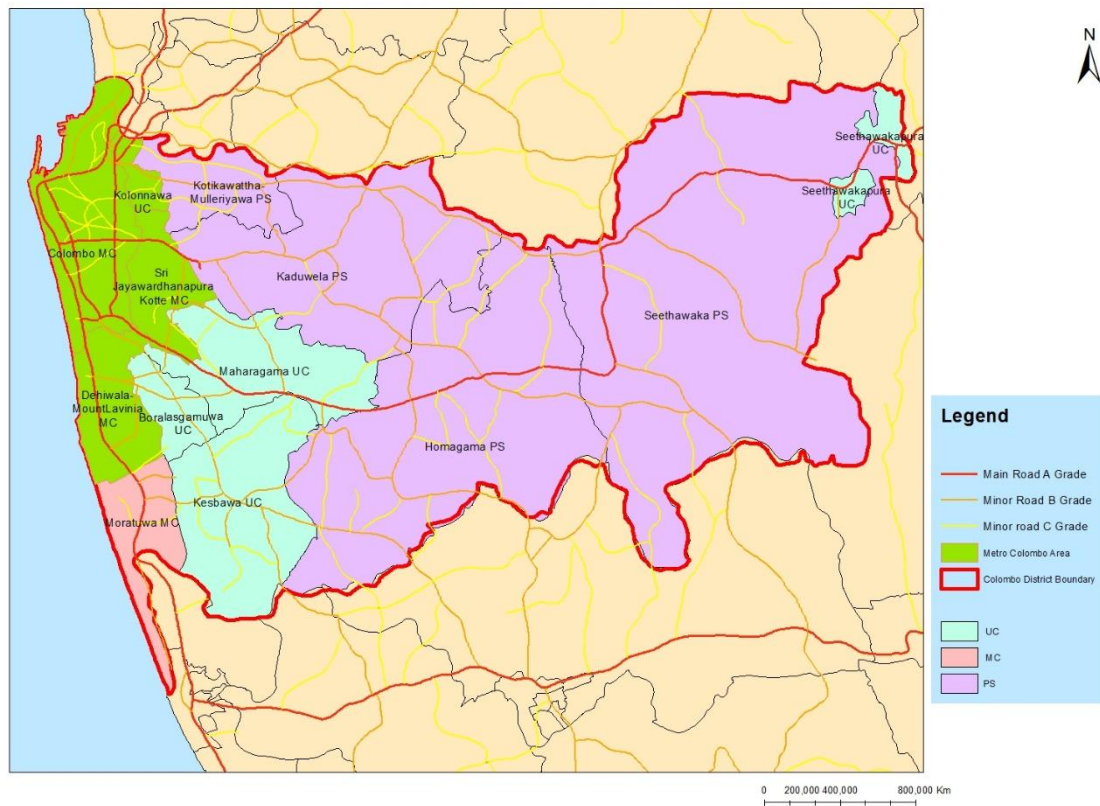 N
Seethawakapura
UC
Seethawakapura
UC
Kotikawattha-
Mulleriyawa PS
Kolonnawa
UC
Colombo MC
Sri
Jayawardhanapura
Kotte MC
Kaduwela PS
Seethawaka PS
Maharagama UC
Dehiwala-
MountLavinia
MC
Boralasgamuwa
UC
Homagama PS
Kesbawa UC
Moratuwa MC
Legend
Main Road A Grade
Minor Road B Grade
Minor road C Grade
Metro Colombo Area
Colombo District Boundary
UC
MC
PS
0 200,000 400,000 800,000 Km